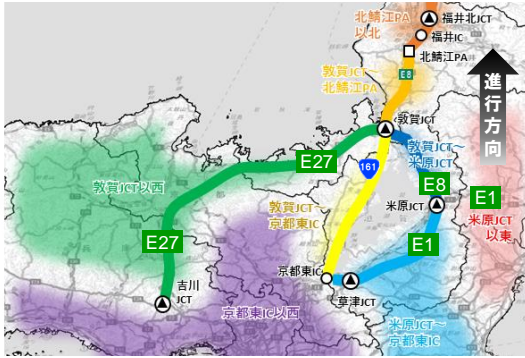 北鯖江PA
以北
福井北JCT
福井IC
北鯖江PA
E8
敦賀JCT～
北鯖江PA
進行方向
敦賀JCT
E27
161
敦賀JCT～
米原JCT
E8
E1
敦賀JCT以西
敦賀JCT～
京都東IC
米原JCT
米原JCT
以東
E27
E1
京都東IC
吉川
JCT
草津JCT
京都東IC以西
米原JCT～
京都東IC